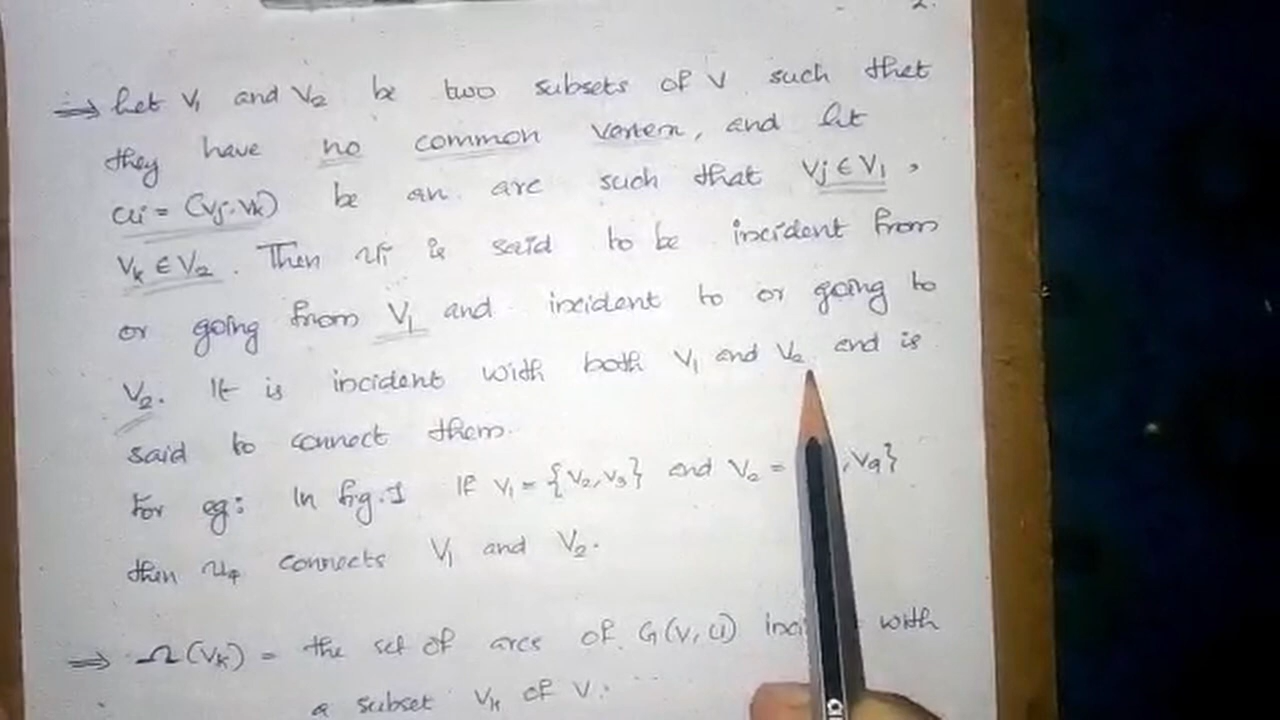 2.
⇒ Let V₁ and V₂ be two subsets of V such that
they have no common vertex, and let
ui = (vj, vk) be an arc such that Vj ∈ V₁,
Vk ∈ V₂. Then ui is said to be incident from
or going from V₁ and incident to or going to
V₂. It is incident with both V₁ and V₂ and is
said to connect them.
For eg: In fig.1 If V₁ = {V₂, V₃} and V₂ = , V₉}
then u₄ connects V₁ and V₂.
⇒ Ω(Vk) = the set of arcs of G(V, U) with
a subset Vk of V.